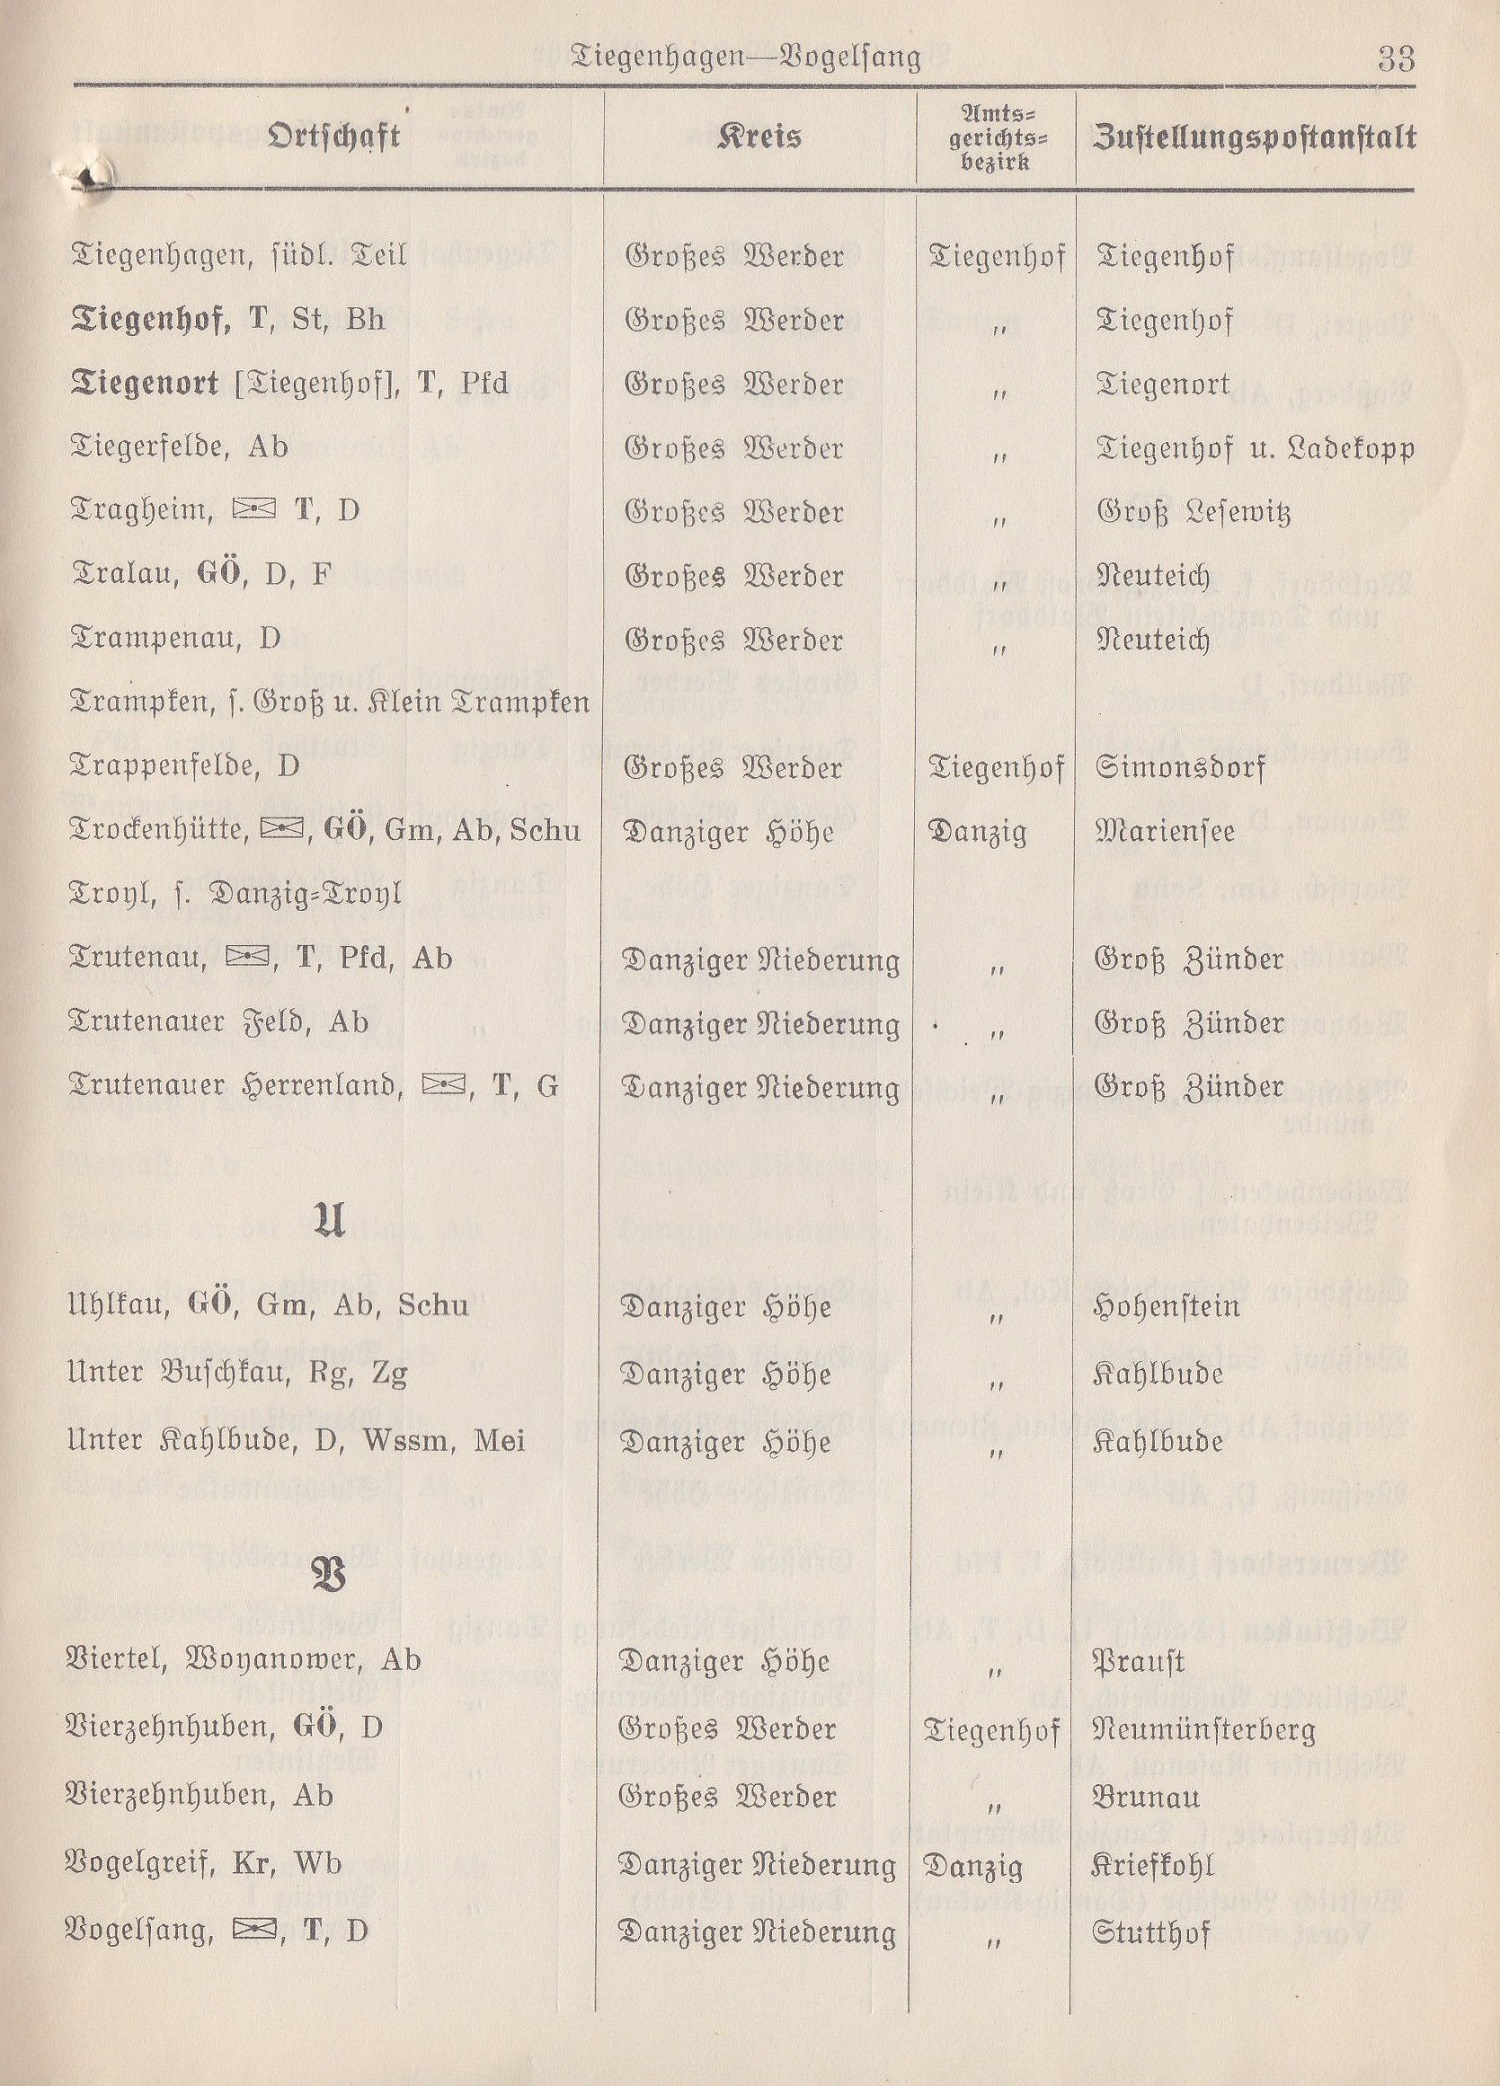 Tiegenhagen—Vogelsang 33
Ortschaft Kreis Amts-gerichts-bezirk Zustellungspostanstalt
Tiegenhagen, südl. Teil Großes Werder Tiegenhof Tiegenhof
Tiegenhof, T, St, Bh Großes Werder „ Tiegenhof
Tiegenort [Tiegenhof], T, Pfd Großes Werder „ Tiegenort
Tiegerfelde, Ab Großes Werder „ Tiegenhof u. Ladekopp
Tragheim, ✉ T, D Großes Werder „ Groß Lesewitz
Tralau, GÖ, D, F Großes Werder „ Neuteich
Trampenau, D Großes Werder „ Neuteich
Trampken, s. Groß u. Klein Trampken
Trappenfelde, D Großes Werder Tiegenhof Simonsdorf
Trockenhütte, ✉, GÖ, Gm, Ab, Schu Danziger Höhe Danzig Mariensee
Troyl, s. Danzig-Troyl
Trutenau, ✉, T, Pfd, Ab Danziger Niederung „ Groß Zünder
Trutenauer Feld, Ab Danziger Niederung „ Groß Zünder
Trutenauer Herrenland, ✉, T, G Danziger Niederung „ Groß Zünder
U
Uhlkau, GÖ, Gm, Ab, Schu Danziger Höhe „ Hohenstein
Unter Buschkau, Rg, Zg Danziger Höhe „ Kahlbude
Unter Kahlbude, D, Wssm, Mei Danziger Höhe „ Kahlbude
V
Viertel, Woyanower, Ab Danziger Höhe „ Praust
Vierzehnhuben, GÖ, D Großes Werder Tiegenhof Neumünsterberg
Vierzehnhuben, Ab Großes Werder „ Brunau
Vogelgreif, Kr, Wb Danziger Niederung Danzig Kriefkohl
Vogelsang, ✉, T, D Danziger Niederung „ Stutthof